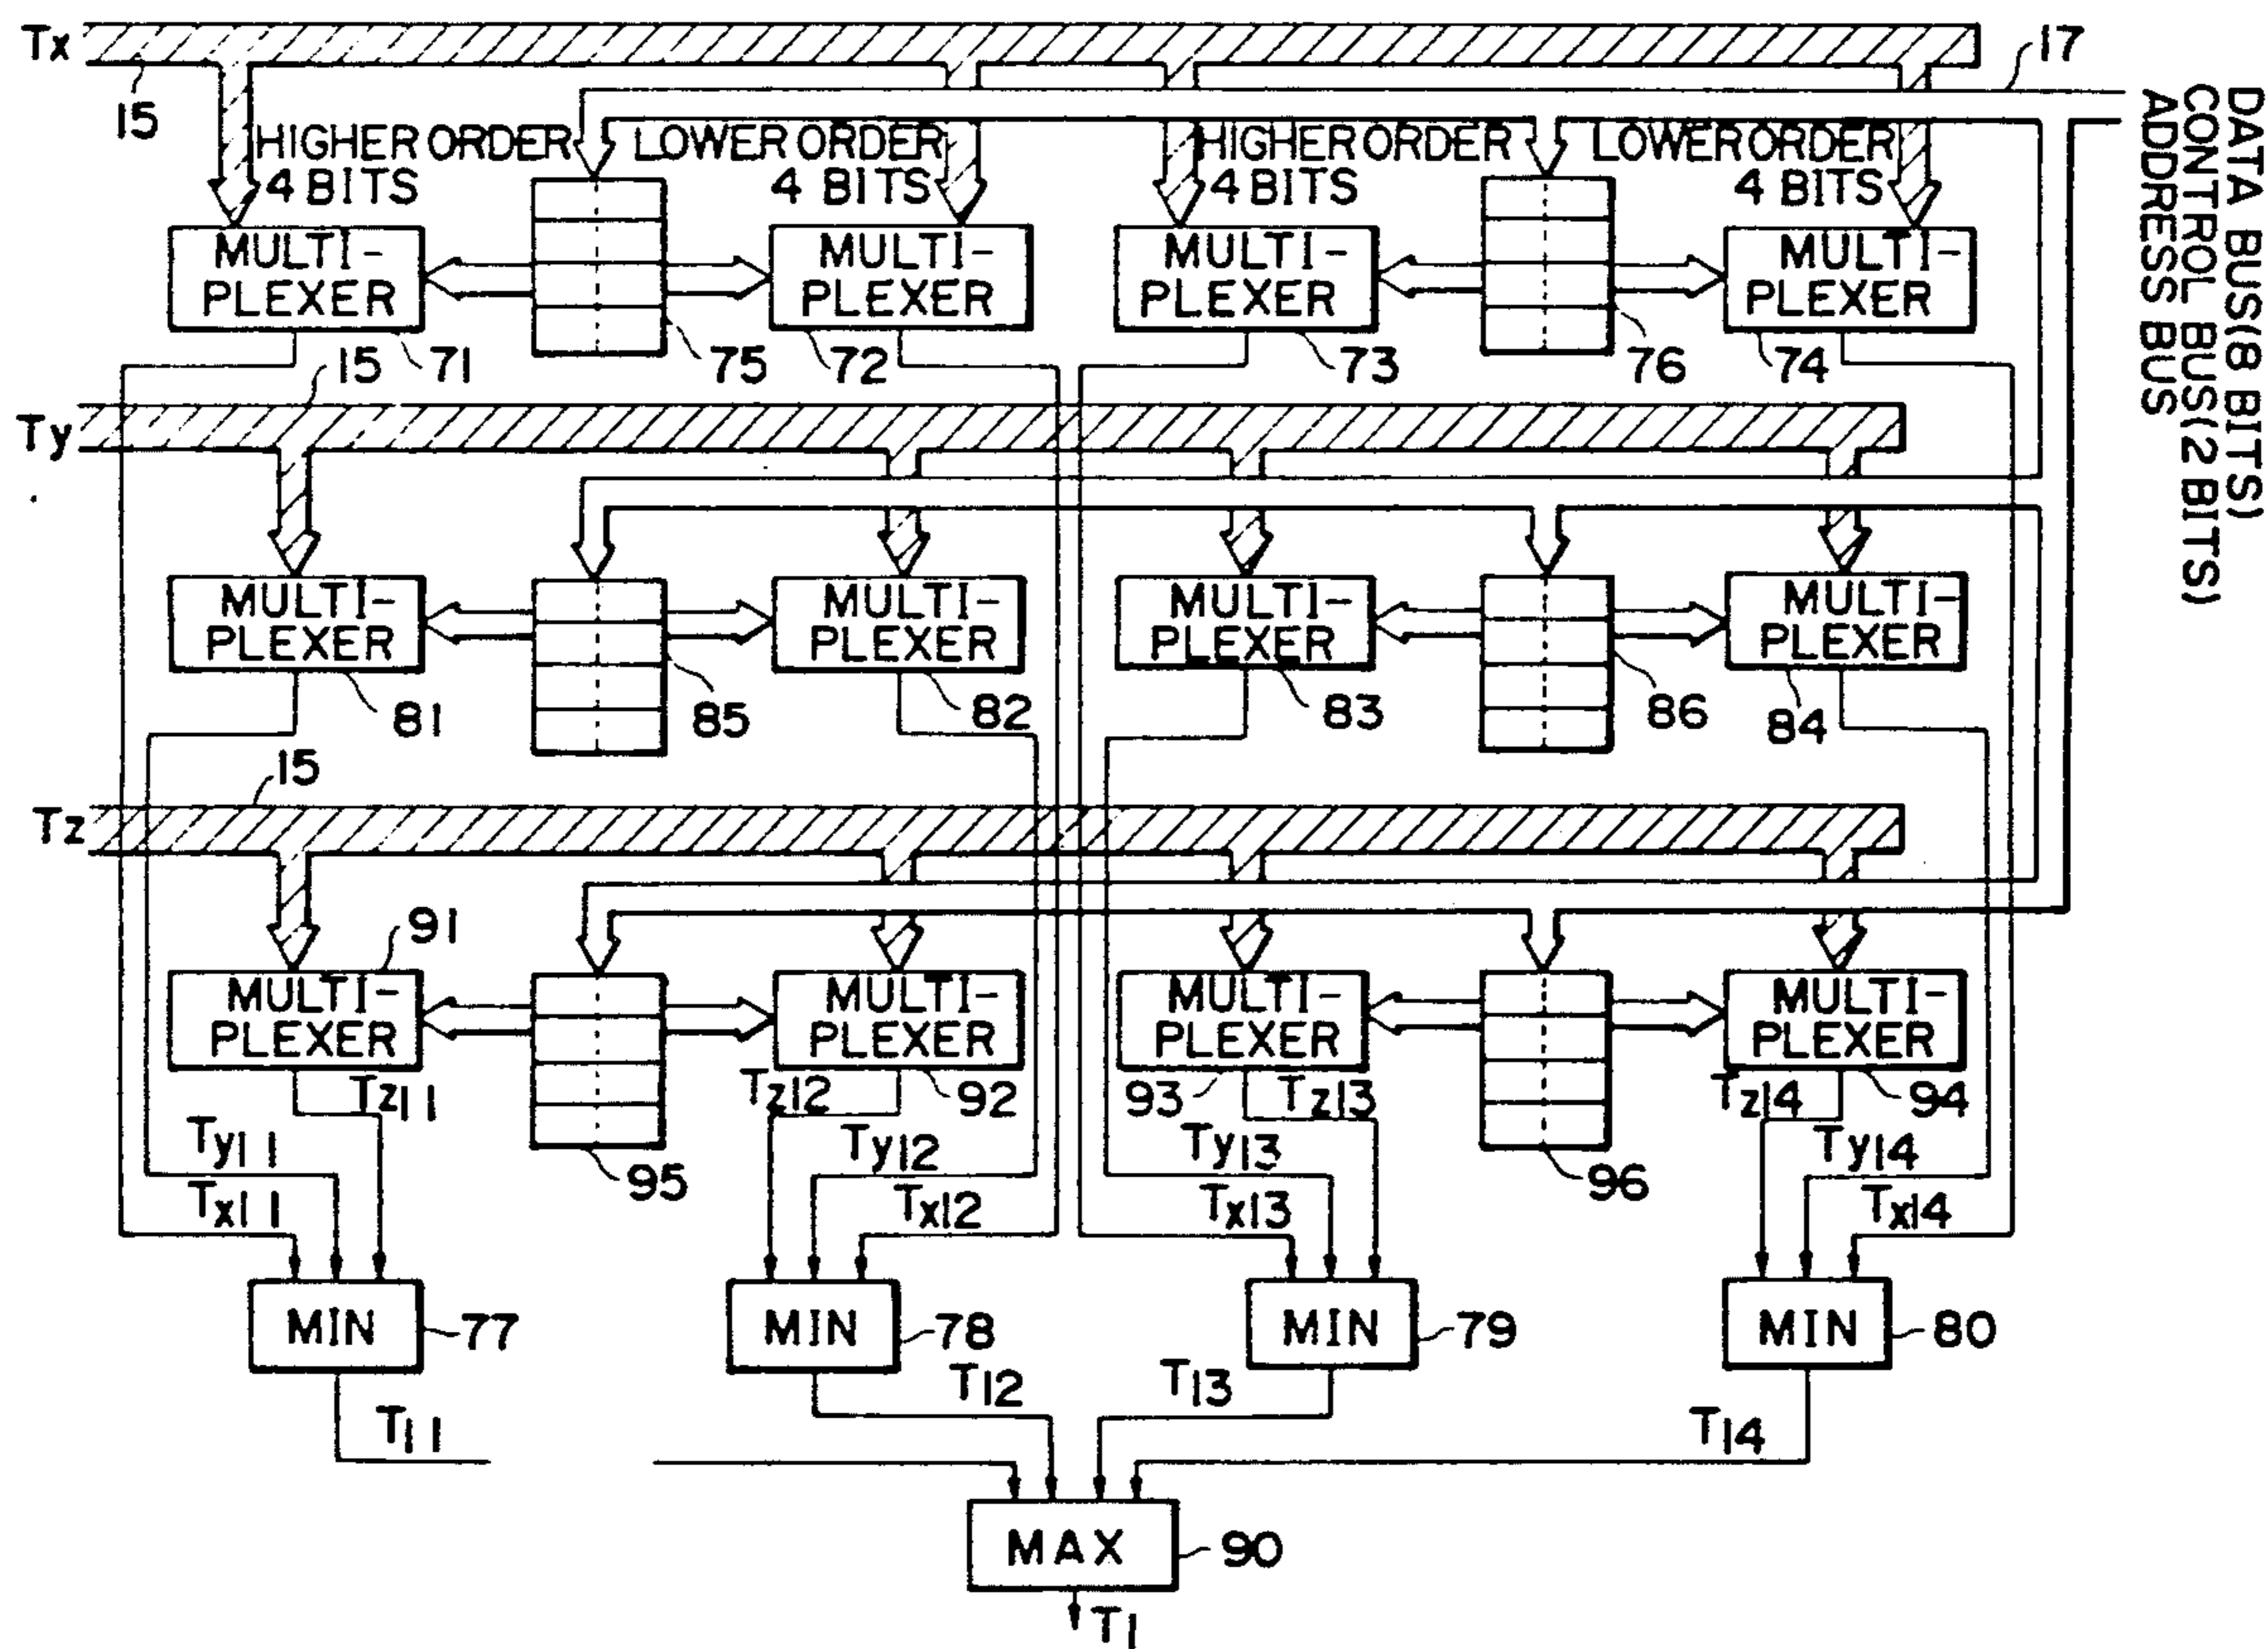 Tx
15
17
DATA BUS(8 BITS)
CONTROL BUS(2 BITS)
ADDRESS BUS
HIGHER ORDER
4 BITS
LOWER ORDER
4 BITS
HIGHER ORDER
4 BITS
LOWER ORDER
4 BITS
MULTI-
PLEXER
MULTI-
PLEXER
MULTI-
PLEXER
MULTI-
PLEXER
71
75
72
73
76
74
15
Ty
MULTI-
PLEXER
MULTI-
PLEXER
MULTI-
PLEXER
MULTI-
PLEXER
81
85
82
83
86
84
15
Tz
91
MULTI-
PLEXER
MULTI-
PLEXER
MULTI-
PLEXER
MULTI-
PLEXER
Tz11
Tz12
92
93
Tz13
Tz14
94
Ty11
95
Ty12
Ty13
96
Ty14
Tx11
Tx12
Tx13
Tx14
MIN
77
MIN
78
MIN
79
MIN
80
T11
T12
T13
T14
MAX
90
T1